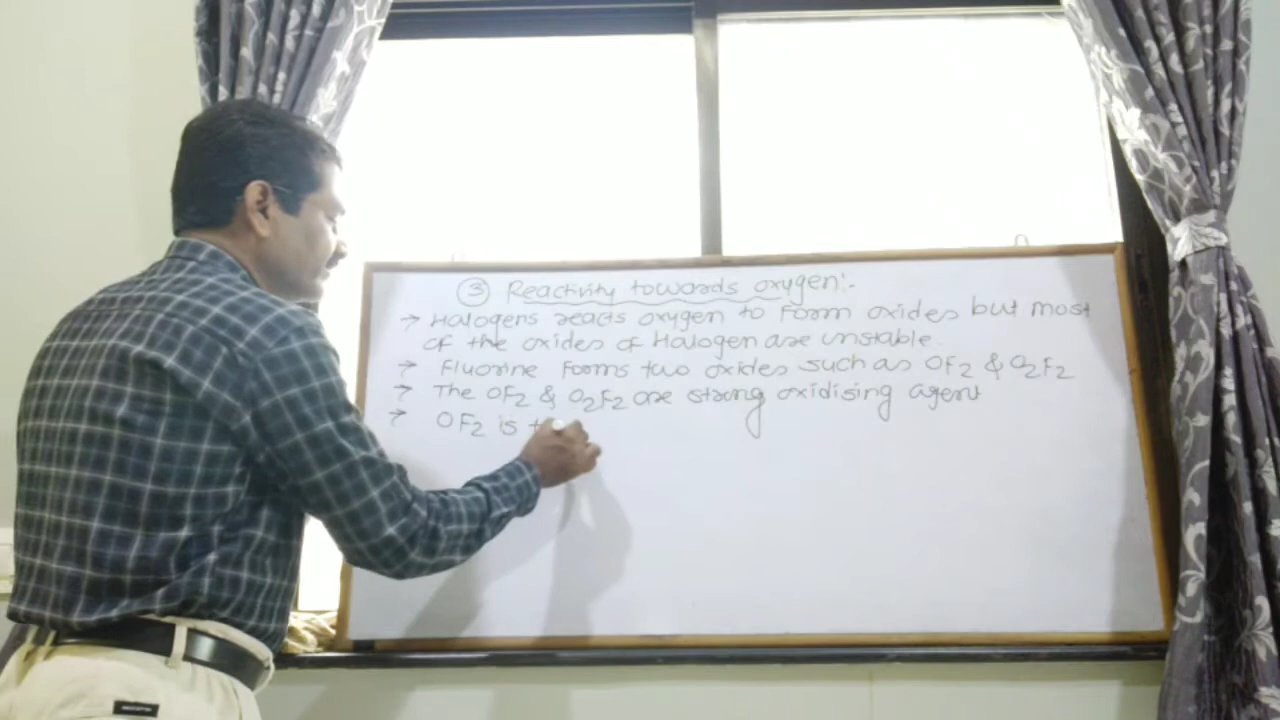 ③ Reactivity towards oxygen:-
→ Halogens reacts oxygen to form oxides but most
of the oxides of Halogen are unstable.
→ Fluorine forms two oxides such as OF2 & O2F2
→ The OF2 & O2F2 are strong oxidising agent
→ OF2 is t